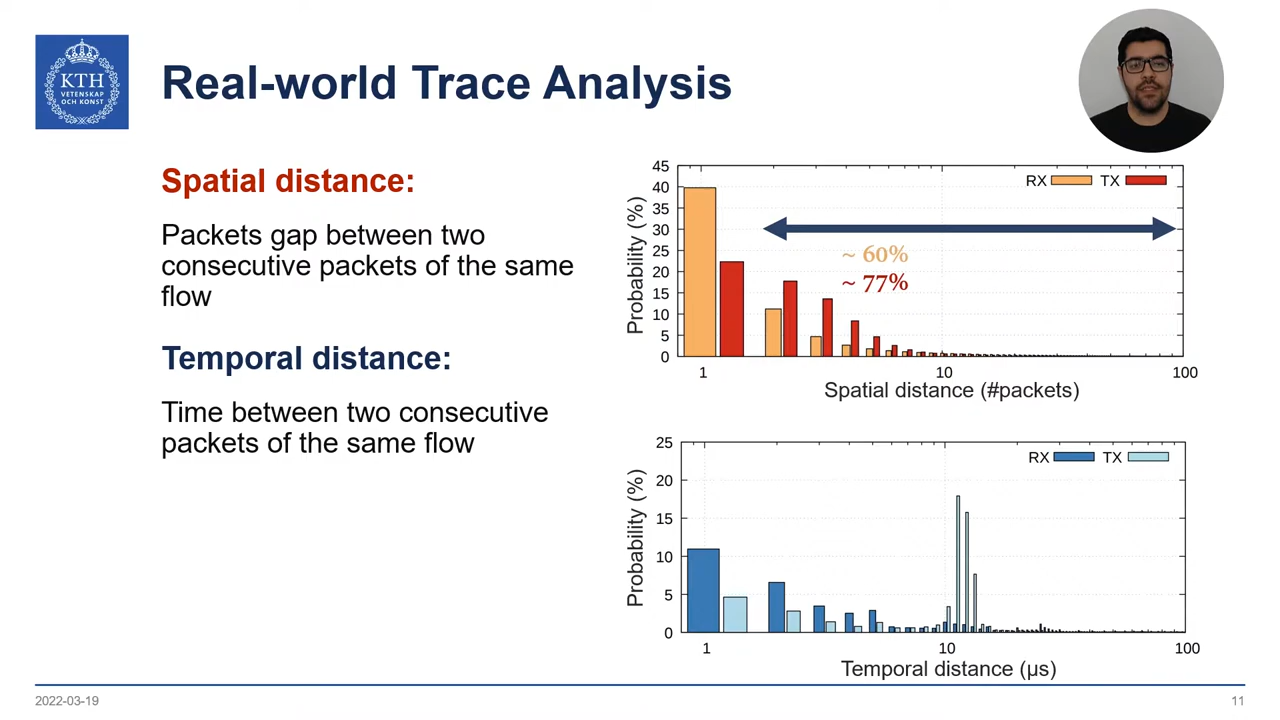 KTH
VETENSKAP
OCH KONST
Real-world Trace Analysis
Spatial distance:
Packets gap between two
consecutive packets of the same
flow
Temporal distance:
Time between two consecutive
packets of the same flow
45
40
35
30
25
20
15
10
5
0
Probability (%)
RX TX
~ 60%
~ 77%
1 10 100
Spatial distance (#packets)
25
20
15
10
5
0
Probability (%)
RX TX
1 10 100
Temporal distance (µs)
2022-03-19
11